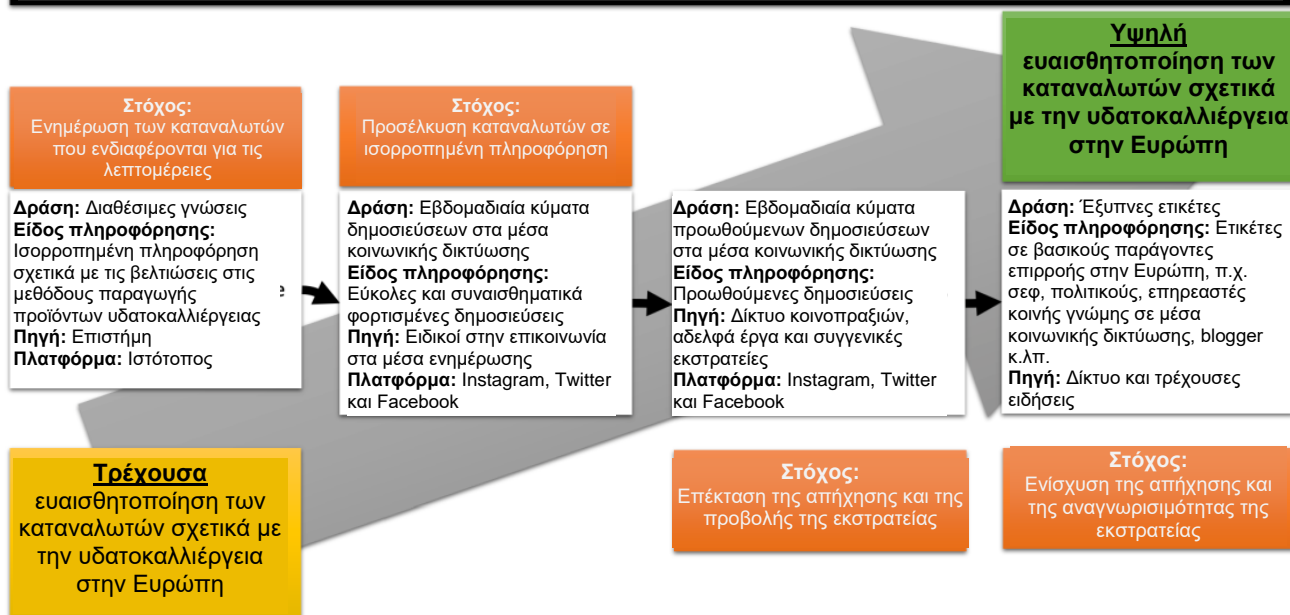 Υψηλή
ευαισθητοποίηση των
καταναλωτών σχετικά
με την υδατοκαλλιέργεια
στην Ευρώπη
Στόχος:
Ενημέρωση των καταναλωτών
που ενδιαφέρονται για τις
λεπτομέρειες
Στόχος:
Προσέλκυση καταναλωτών σε
ισορροπημένη πληροφόρηση
Δράση: Διαθέσιμες γνώσεις
Είδος πληροφόρησης:
Ισορροπημένη πληροφόρηση
σχετικά με τις βελτιώσεις στις
μεθόδους παραγωγής
προϊόντων υδατοκαλλιέργειας
Πηγή: Επιστήμη
Πλατφόρμα: Ιστότοπος
e
Δράση: Εβδομαδιαία κύματα
δημοσιεύσεων στα μέσα
κοινωνικής δικτύωσης
Είδος πληροφόρησης:
Εύκολες και συναισθηματικά
φορτισμένες δημοσιεύσεις
Πηγή: Ειδικοί στην επικοινωνία
στα μέσα ενημέρωσης
Πλατφόρμα: Instagram, Twitter
και Facebook
Δράση: Εβδομαδιαία κύματα
προωθούμενων δημοσιεύσεων
στα μέσα κοινωνικής δικτύωσης
Είδος πληροφόρησης:
Προωθούμενες δημοσιεύσεις
Πηγή: Δίκτυο κοινοπραξιών,
αδελφά έργα και συγγενικές
εκστρατείες
Πλατφόρμα: Instagram, Twitter
και Facebook
Δράση: Έξυπνες ετικέτες
Είδος πληροφόρησης: Ετικέτες
σε βασικούς παράγοντες
επιρροής στην Ευρώπη, π.χ.
σεφ, πολιτικούς, επηρεαστές
κοινής γνώμης σε μέσα
κοινωνικής δικτύωσης, blogger
κ.λπ.
Πηγή: Δίκτυο και τρέχουσες
ειδήσεις
Τρέχουσα
ευαισθητοποίηση των
καταναλωτών σχετικά με
την υδατοκαλλιέργεια
στην Ευρώπη
Στόχος:
Επέκταση της απήχησης και της
προβολής της εκστρατείας
Στόχος:
Ενίσχυση της απήχησης και
της αναγνωρισιμότητας της
εκστρατείας